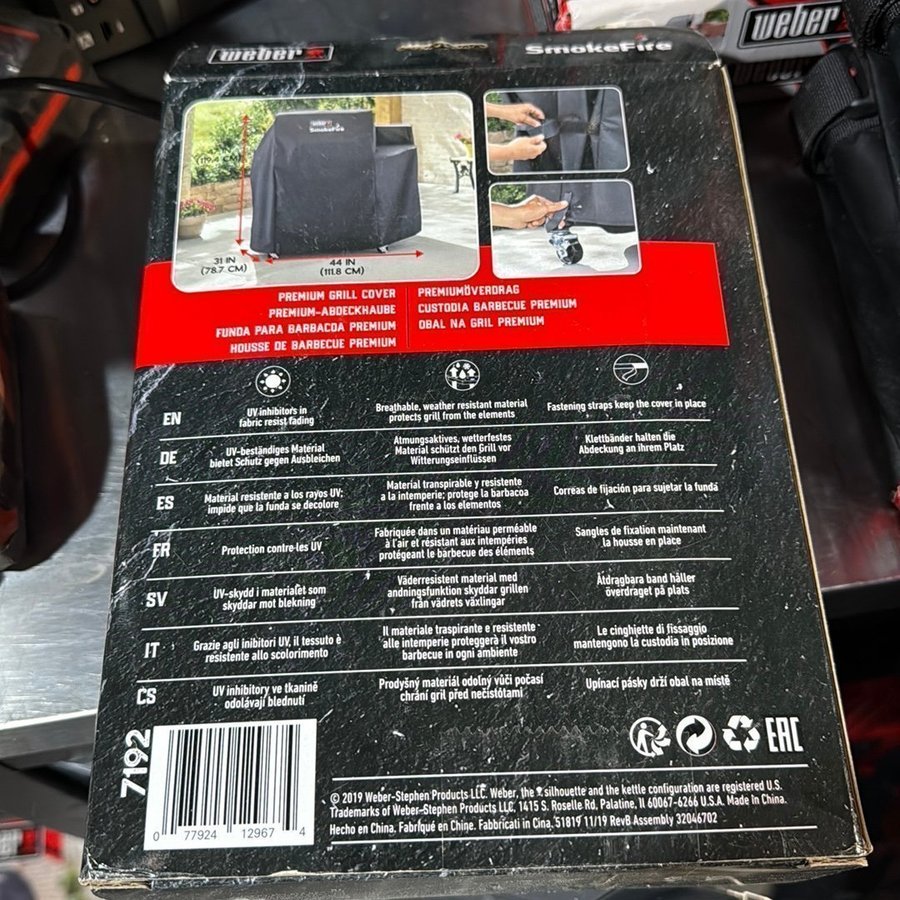 weber
SmokeFire
weber
weber
SmokeFire
31 IN
(78.7 CM)
44 IN
(111.8 CM)
PREMIUM GRILL COVER
PREMIUM-ABDECKHAUBE
FUNDA PARA BARBACOA PREMIUM
HOUSSE DE BARBECUE PREMIUM
PREMIUMÖVERDRAG
CUSTODIA BARBECUE PREMIUM
OBAL NA GRIL PREMIUM
EN
UV inhibitors in
fabric resist fading
Breathable, weather resistant material
protects grill from the elements
Fastening straps keep the cover in place
DE
UV-beständiges Material
bietet Schutz gegen Ausbleichen
Atmungsaktives, wetterfestes
Material schützt den Grill vor
Witterungseinflüssen
Klettbänder halten die
Abdeckung an ihrem Platz
ES
Material resistente a los rayos UV;
impide que la funda se decolore
Material transpirable y resistente
a la intemperie; protege la barbacoa
frente a los elementos
Correas de fijación para sujetar la funda
FR
Protection contre les UV
Fabriquée dans un matériau perméable
à l'air et résistant aux intempéries
protégeant le barbecue des éléments
Sangles de fixation maintenant
la housse en place
SV
UV-skydd i materialet som
skyddar mot blekning
Väderresistent material med
andningsfunktion skyddar grillen
från vädrets växlingar
Åtdragbara band håller
överdraget på plats
IT
Grazie agli inibitori UV, il tessuto è
resistente allo scolorimento
Il materiale traspirante e resistente
alle intemperie proteggerà il vostro
barbecue in ogni ambiente
Le cinghiette di fissaggio
mantengono la custodia in posizione
CS
UV inhibitory ve tkanině
odolávají blednutí
Prodyšný materiál odolný vůči počasí
chrání gril před nečistotami
Upínací pásky drží obal na místě
7192
0 77924 12967 4
EAC
© 2019 Weber-Stephen Products LLC. Weber, the silhouette and the kettle configuration are registered U.S.
Trademarks of Weber-Stephen Products LLC, 1415 S. Roselle Rd, Palatine, Il 60067-6266 U.S.A. Made In China.
Hecho en China. Fabriqué en Chine. Fabbricati in Cina. 51819 11/19 RevB Assembly 32046702